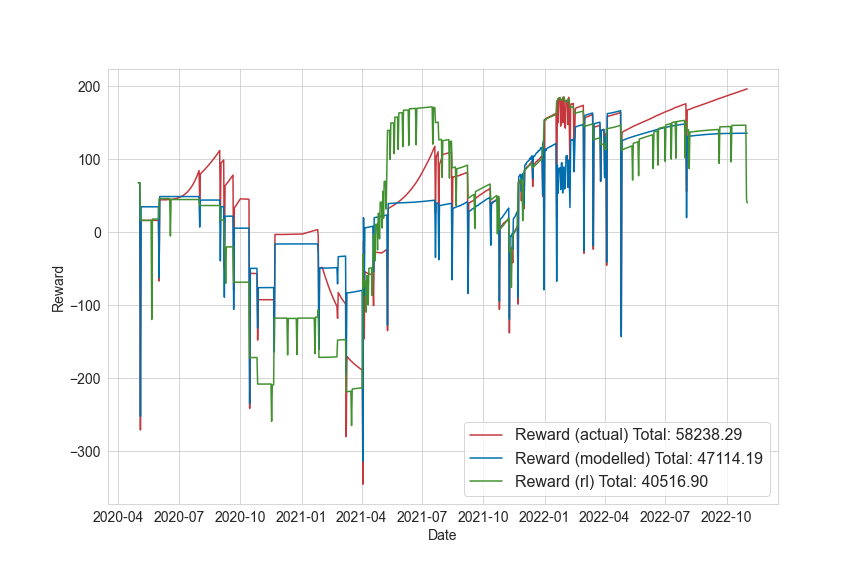 200
100
0
−100
−200
−300
Reward
Reward (actual) Total: 58238.29
Reward (modelled) Total: 47114.19
Reward (rl) Total: 40516.90
2020-04 2020-07 2020-10 2021-01 2021-04 2021-07 2021-10 2022-01 2022-04 2022-07 2022-10
Date